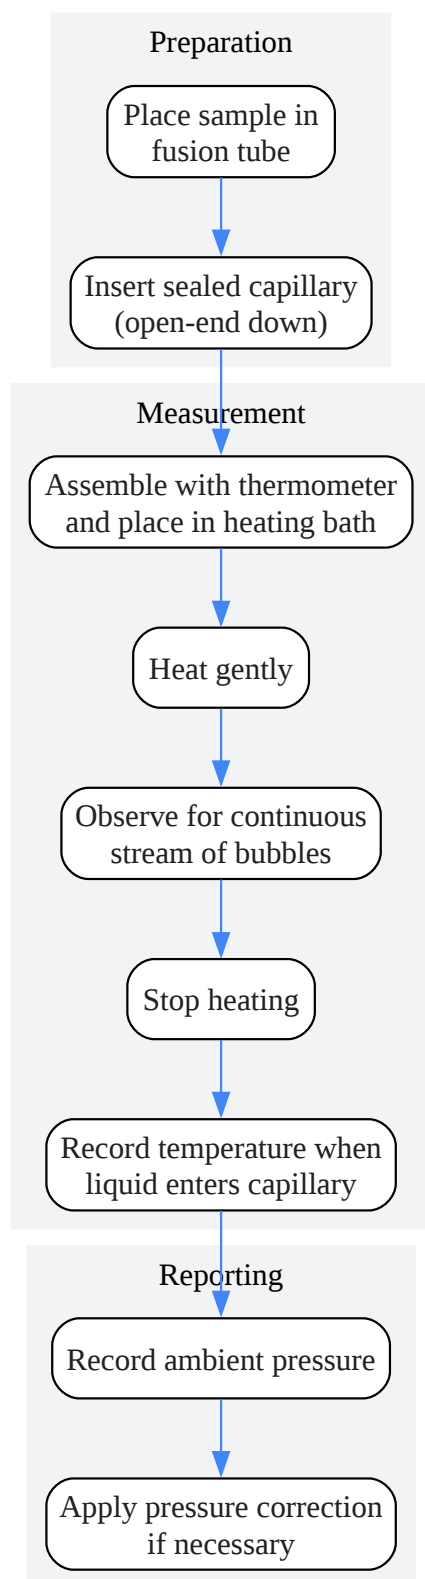 Preparation
Place sample in
fusion tube
Insert sealed capillary
(open-end down)
Measurement
Assemble with thermometer
and place in heating bath
Heat gently
Observe for continuous
stream of bubbles
Stop heating
Record temperature when
liquid enters capillary
Reporting
Record ambient pressure
Apply pressure correction
if necessary